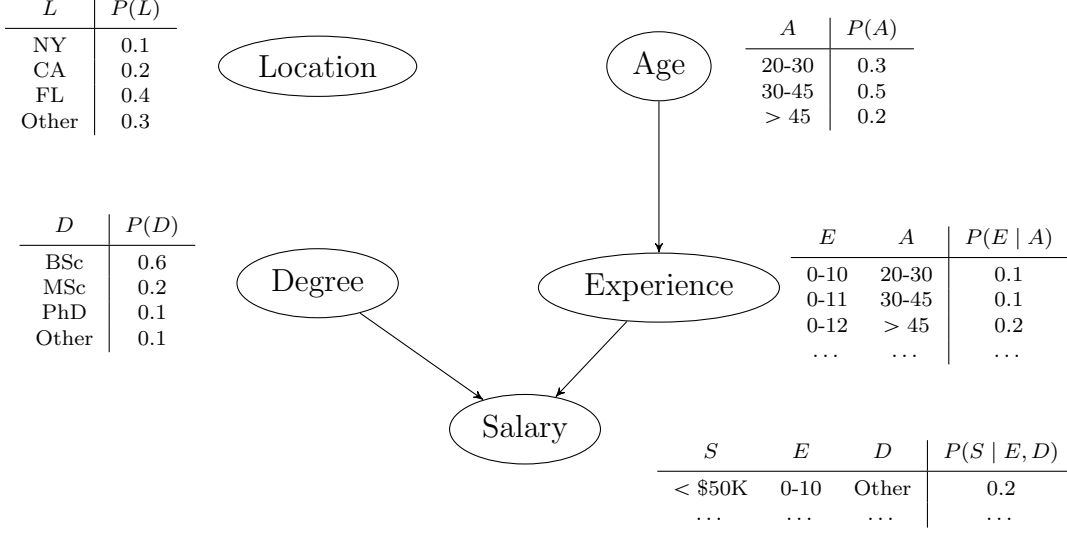 L P(L)
NY 0.1
CA 0.2
FL 0.4
Other 0.3
Location
Age
A P(A)
20-30 0.3
30-45 0.5
> 45 0.2
D P(D)
BSc 0.6
MSc 0.2
PhD 0.1
Other 0.1
Degree
Experience
E A P(E | A)
0-10 20-30 0.1
0-11 30-45 0.1
0-12 > 45 0.2
... ... ...
Salary
S E D P(S | E, D)
< $50K 0-10 Other 0.2
... ... ... ...